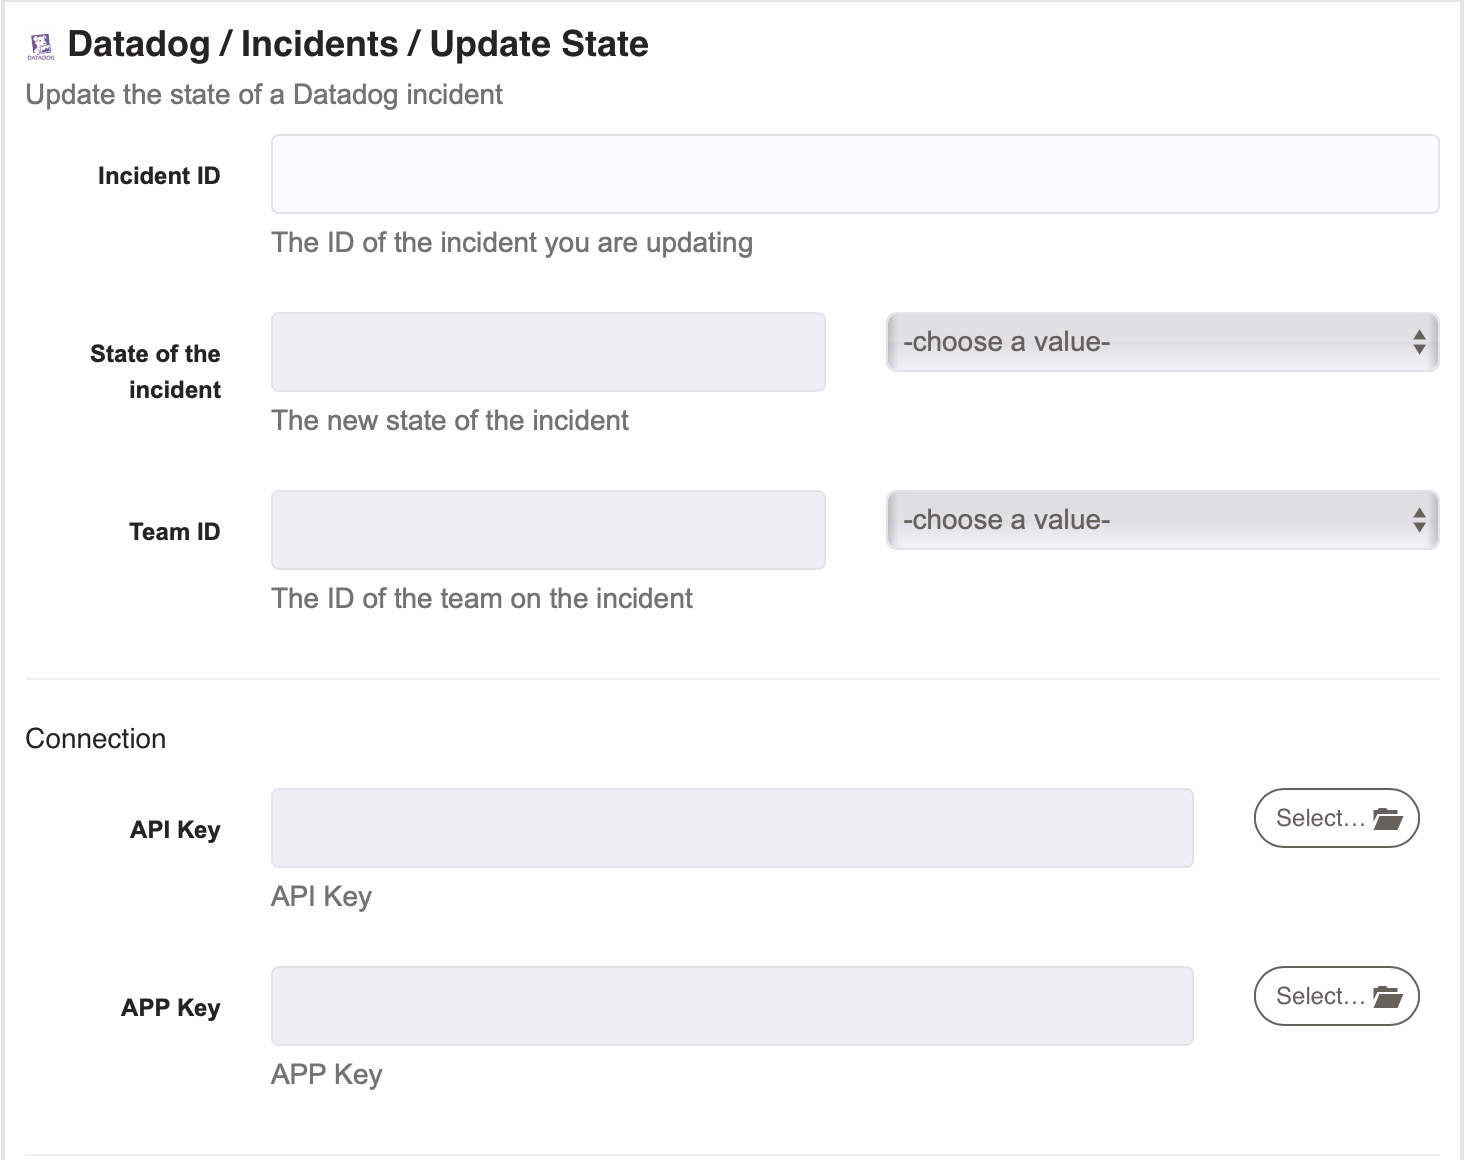 DATADOG
Datadog / Incidents / Update State
Update the state of a Datadog incident
Incident ID
The ID of the incident you are updating
State of the
incident
-choose a value-
The new state of the incident
Team ID
-choose a value-
The ID of the team on the incident
Connection
API Key
Select...
API Key
APP Key
Select...
APP Key